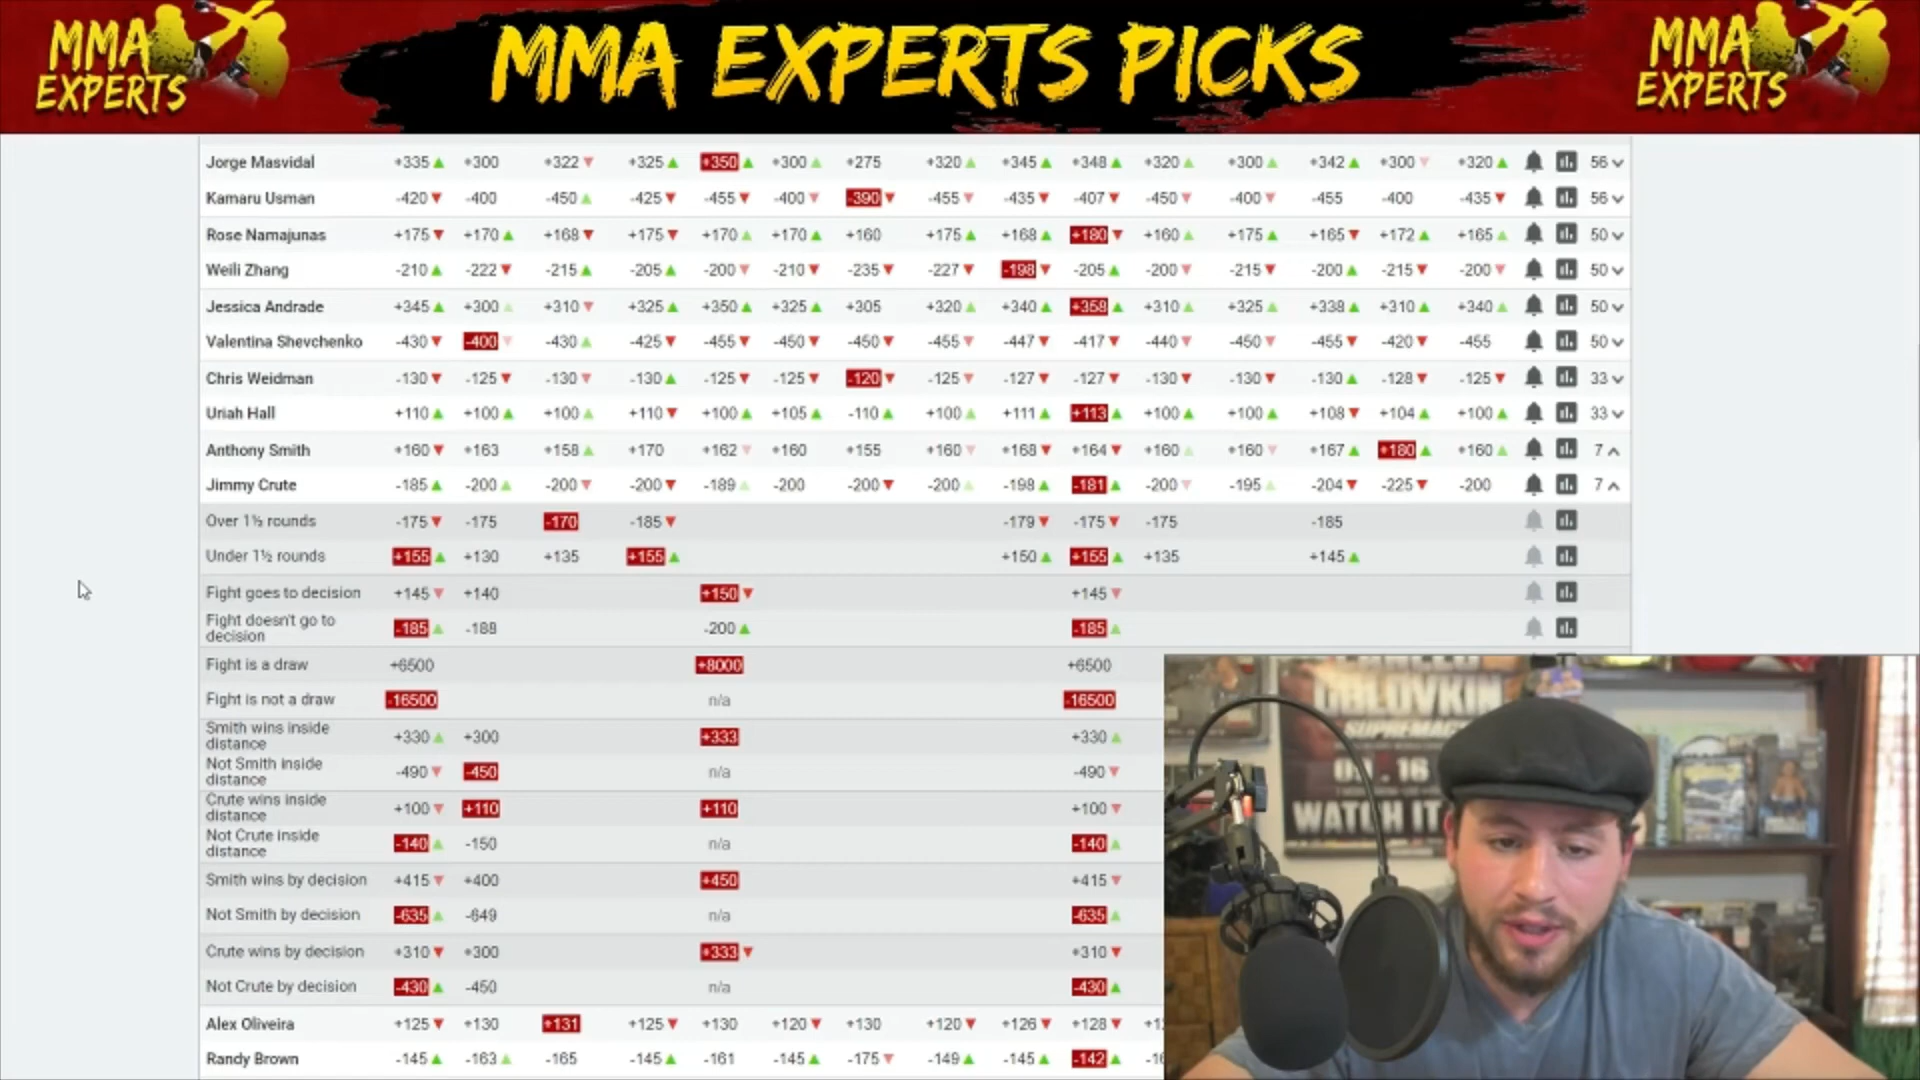 MMA EXPERTS
MMA EXPERTS PICKS
MMA EXPERTS
Jorge Masvidal +335 +300 +322 +325 +350 +300 +275 +320 +345 +348 +320 +300 +342 +300 +320 56
Kamaru Usman -420 -400 -450 -425 -455 -400 -390 -455 -435 -407 -450 -400 -455 -400 -435 56
Rose Namajunas +175 +170 +168 +175 +170 +170 +160 +175 +168 +180 +160 +175 +165 +172 +165 50
Weili Zhang -210 -222 -215 -205 -200 -210 -235 -227 -198 -205 -200 -215 -200 -215 -200 50
Jessica Andrade +345 +300 +310 +325 +350 +325 +305 +320 +340 +358 +310 +325 +338 +310 +340 50
Valentina Shevchenko -430 -400 -430 -425 -455 -450 -450 -455 -447 -417 -440 -450 -455 -420 -455 50
Chris Weidman -130 -125 -130 -130 -125 -125 -120 -125 -127 -127 -130 -130 -130 -128 -125 33
Uriah Hall +110 +100 +100 +110 +100 +105 -110 +100 +111 +113 +100 +100 +108 +104 +100 33
Anthony Smith +160 +163 +158 +170 +162 +160 +155 +160 +168 +164 +160 +160 +167 +180 +160 7
Jimmy Crute -185 -200 -200 -200 -189 -200 -200 -200 -198 -181 -200 -195 -204 -225 -200 7
Over 1½ rounds -175 -175 -170 -185 -179 -175 -175 -185
Under 1½ rounds +155 +130 +135 +155 +150 +155 +135 +145
Fight goes to decision +145 +140 +150 +145
Fight doesn't go to decision -185 -188 -200 -185
Fight is a draw +6500 +8000 +6500
Fight is not a draw -16500 n/a -16500
Smith wins inside distance +330 +300 +333 +330
Not Smith inside distance -490 -450 n/a -490
Crute wins inside distance +100 +110 +110 +100
Not Crute inside distance -140 -150 n/a -140
Smith wins by decision +415 +400 +450 +415
Not Smith by decision -635 -649 n/a -635
Crute wins by decision +310 +300 +333 +310
Not Crute by decision -430 -450 n/a -430
Alex Oliveira +125 +130 +131 +125 +130 +120 +130 +120 +126 +128
Randy Brown -145 -163 -165 -145 -161 -145 -175 -149 -145 -142
GOLOVKIN
SUPREMACY
WATCH IT